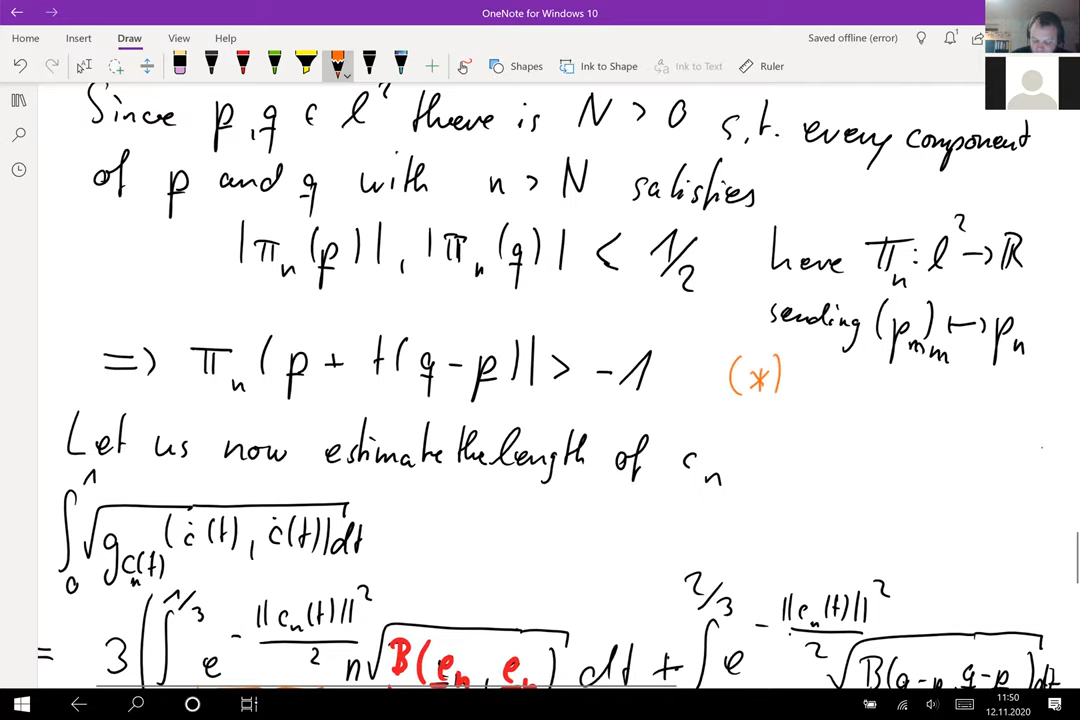 OneNote for Windows 10
Home Insert Draw View Help
Saved offline (error)
Shapes Ink to Shape Ink to Text Ruler
Since p, q ∈ ℓ² there is N > 0 s.t. every component
of p and q with n > N satisfies
|π_n(p)|, |π_n(q)| < 1/2
here π_n : ℓ² → ℝ
sending (p_m)_m ↦ p_n
=> π_n(p + t(q-p)) > -1 (*)
Let us now estimate the length of c_n
∫_0^1 √(g_{c_n(t)}(ċ(t), ċ(t))) dt
= 3(∫^{1/3} e^{-||c_n(t)||²/2} n√(B(e_n, e_n)) dt + ∫^{2/3} e^{-||c_n(t)||²/2} √(B(q-p, q-p)) dt
11:50
12.11.2020